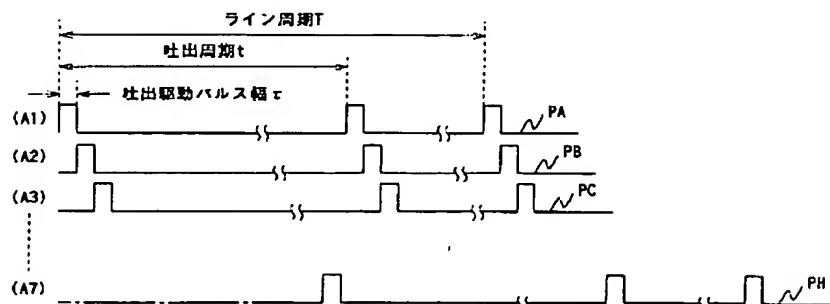 ライン周期T
吐出周期t
吐出駆動パルス幅τ
(A1) PA
(A2) PB
(A3) PC
(A7) PH